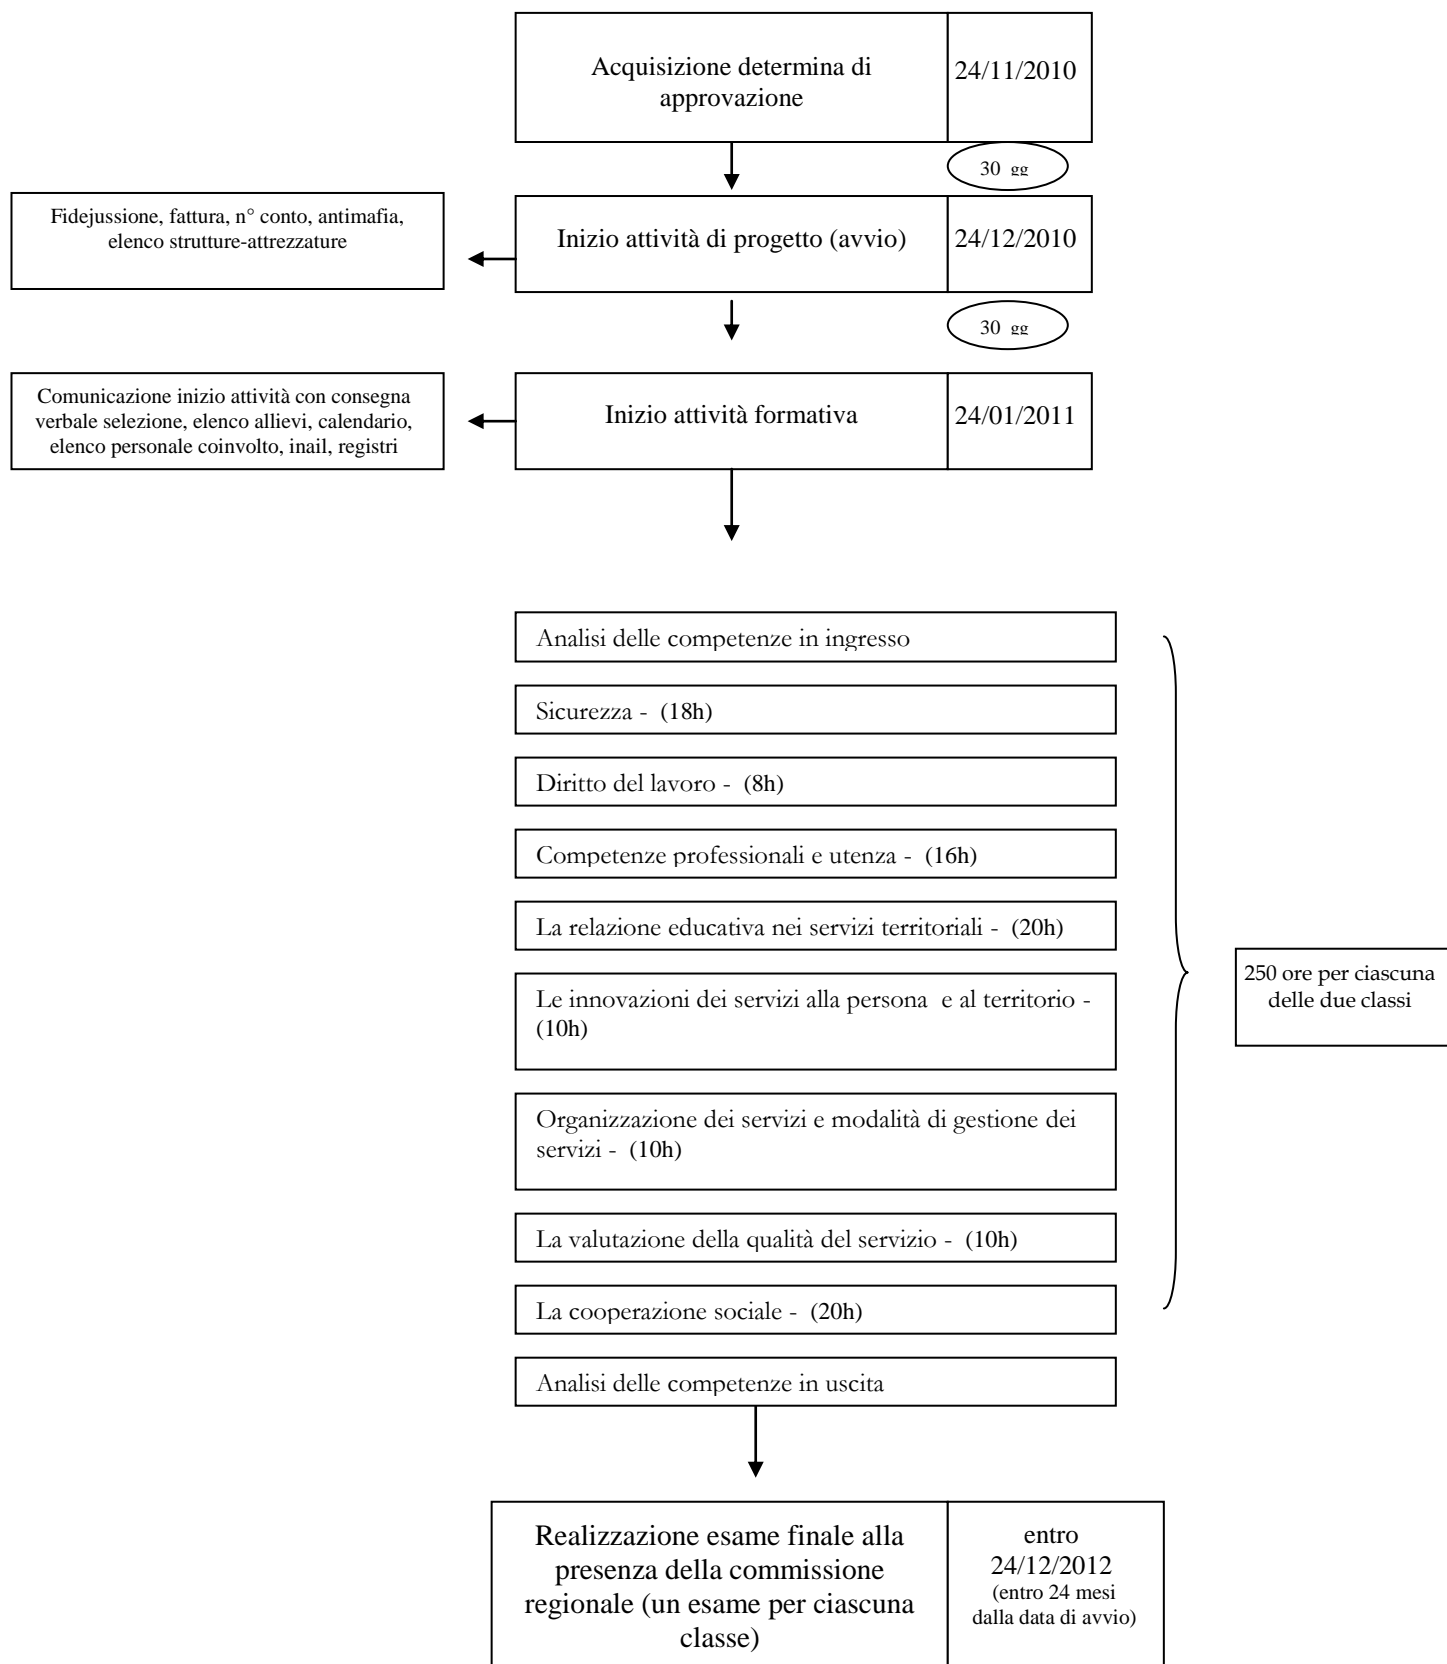 Acquisizione determina di
approvazione
24/11/2010
30 gg
Fidejussione, fattura, n° conto, antimafia,
elenco strutture-attrezzature
Inizio attività di progetto (avvio)
24/12/2010
30 gg
Comunicazione inizio attività con consegna
verbale selezione, elenco allievi, calendario,
elenco personale coinvolto, inail, registri
Inizio attività formativa
24/01/2011
Analisi delle competenze in ingresso
Sicurezza - (18h)
Diritto del lavoro - (8h)
Competenze professionali e utenza - (16h)
La relazione educativa nei servizi territoriali - (20h)
Le innovazioni dei servizi alla persona e al territorio -
(10h)
Organizzazione dei servizi e modalità di gestione dei
servizi - (10h)
La valutazione della qualità del servizio - (10h)
La cooperazione sociale - (20h)
Analisi delle competenze in uscita
250 ore per ciascuna
delle due classi
Realizzazione esame finale alla
presenza della commissione
regionale (un esame per ciascuna
classe)
entro
24/12/2012
(entro 24 mesi
dalla data di avvio)